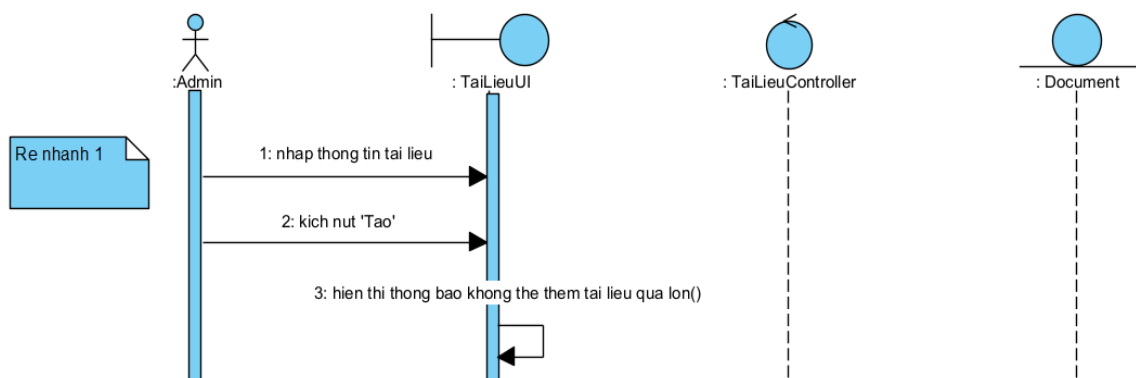 :Admin
: TaiLieuUI
: TaiLieuController
: Document
Re nhanh 1
1: nhap thong tin tai lieu
2: kich nut 'Tao'
3: hien thi thong bao khong the them tai lieu qua lon()